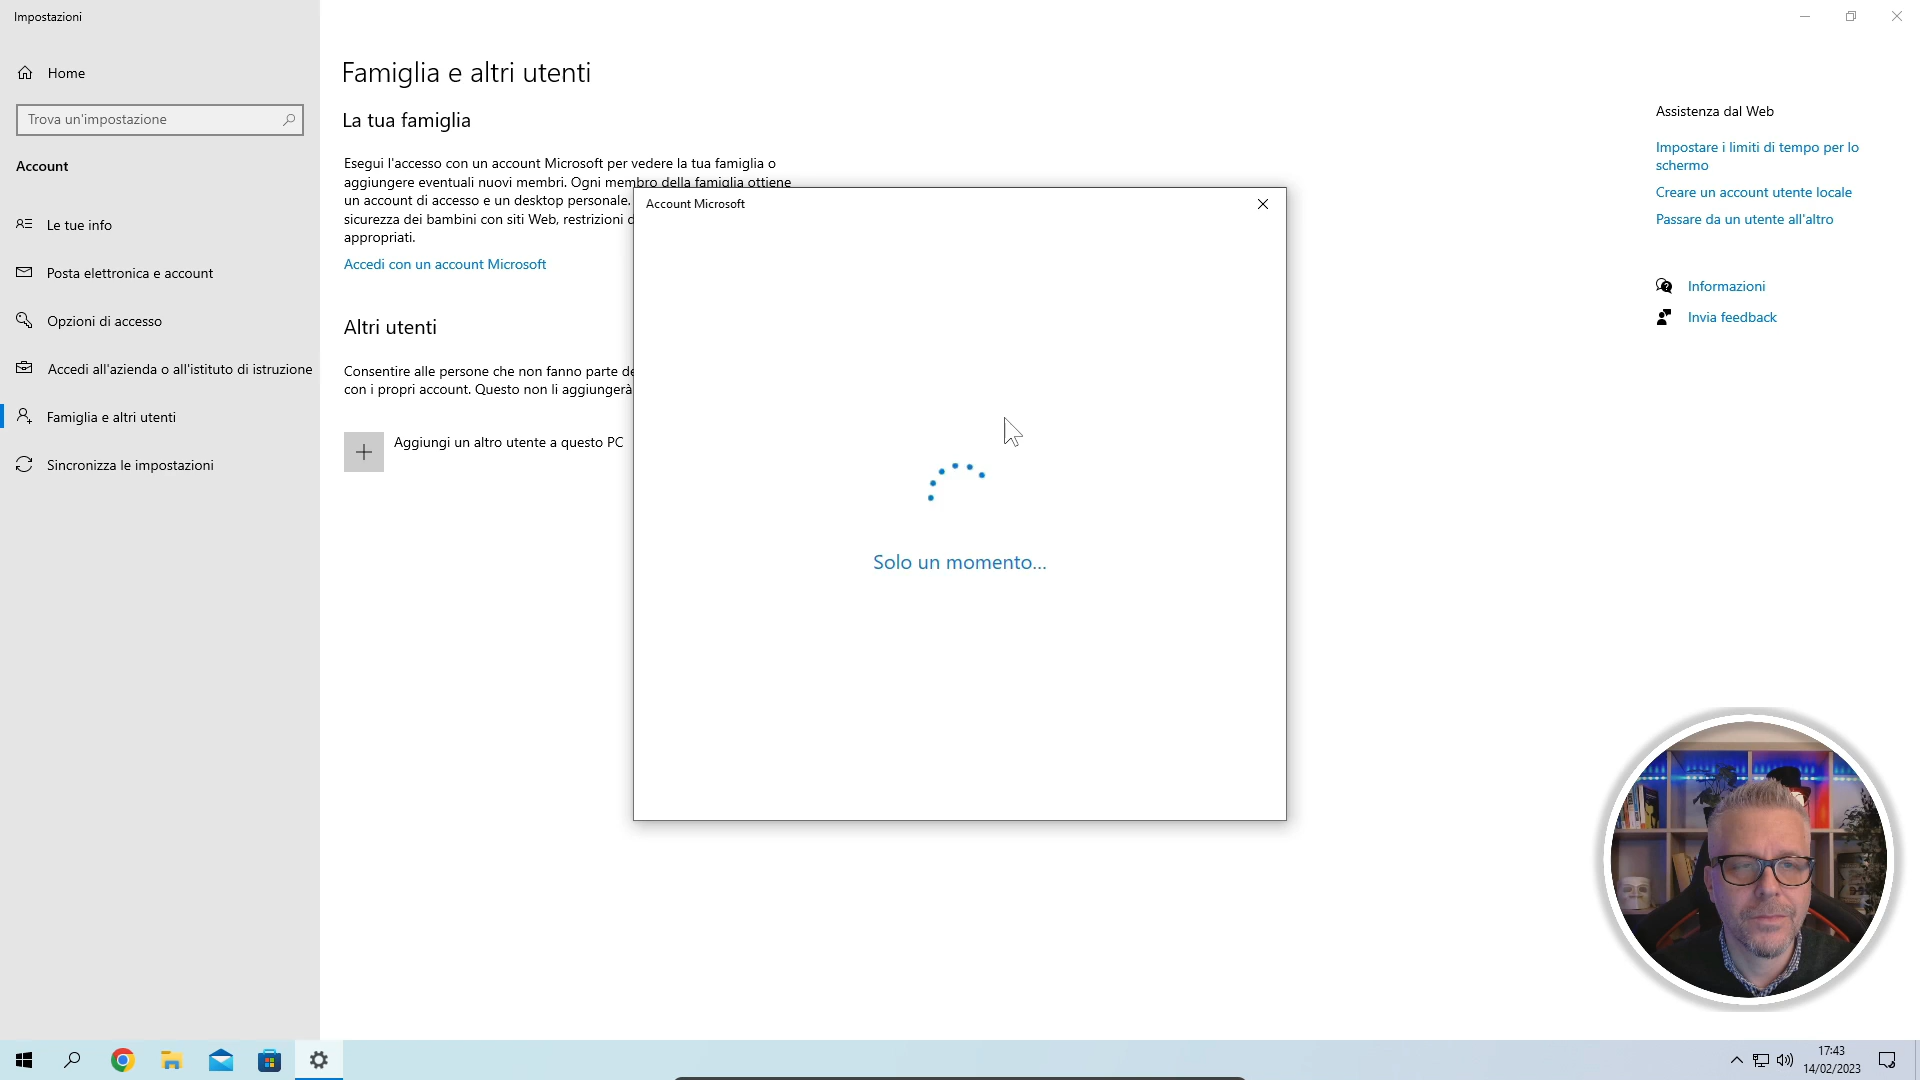 Impostazioni
Home
Trova un'impostazione
Account
Le tue info
Posta elettronica e account
Opzioni di accesso
Accedi all'azienda o all'istituto di istruzione
Famiglia e altri utenti
Sincronizza le impostazioni
Famiglia e altri utenti
La tua famiglia
Esegui l'accesso con un account Microsoft per vedere la tua famiglia o
aggiungere eventuali nuovi membri. Ogni membro della famiglia ottiene
un account di accesso e un desktop personale.
sicurezza dei bambini con siti Web, restrizioni d
appropriati.
Accedi con un account Microsoft
Altri utenti
Consentire alle persone che non fanno parte de
con i propri account. Questo non li aggiungerà
Aggiungi un altro utente a questo PC
Account Microsoft
Solo un momento...
Assistenza dal Web
Impostare i limiti di tempo per lo
schermo
Creare un account utente locale
Passare da un utente all'altro
Informazioni
Invia feedback
17:43
14/02/2023